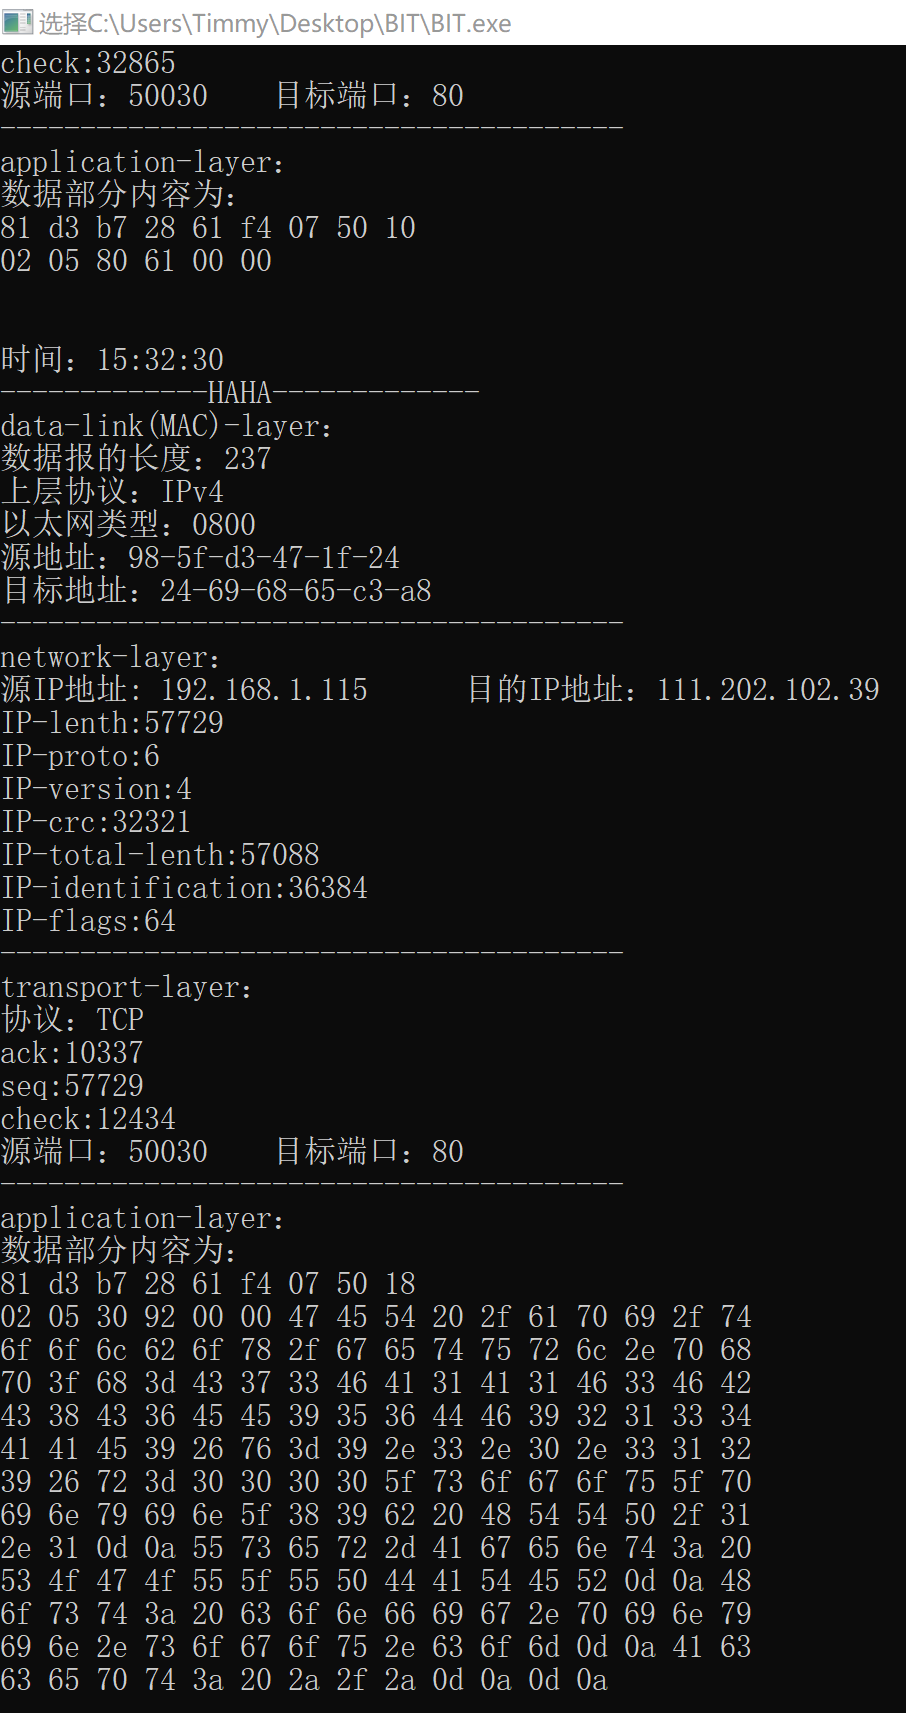 选择C:\Users\Timmy\Desktop\BIT\BIT.exe
check:32865
源端口：50030    目标端口：80
---------------------------------------
application-layer：
数据部分内容为：
81 d3 b7 28 61 f4 07 50 10
02 05 80 61 00 00
时间：15:32:30
-------------HAHA-------------
data-link(MAC)-layer：
数据报的长度：237
上层协议：IPv4
以太网类型：0800
源地址：98-5f-d3-47-1f-24
目标地址：24-69-68-65-c3-a8
---------------------------------------
network-layer：
源IP地址: 192.168.1.115      目的IP地址：111.202.102.39
IP-lenth:57729
IP-proto:6
IP-version:4
IP-crc:32321
IP-total-lenth:57088
IP-identification:36384
IP-flags:64
---------------------------------------
transport-layer：
协议：TCP
ack:10337
seq:57729
check:12434
源端口：50030    目标端口：80
---------------------------------------
application-layer：
数据部分内容为：
81 d3 b7 28 61 f4 07 50 18
02 05 30 92 00 00 47 45 54 20 2f 61 70 69 2f 74
6f 6f 6c 62 6f 78 2f 67 65 74 75 72 6c 2e 70 68
70 3f 68 3d 43 37 33 46 41 31 41 31 46 33 46 42
43 38 43 36 45 45 39 35 36 44 46 39 32 31 33 34
41 41 45 39 26 76 3d 39 2e 33 2e 30 2e 33 31 32
39 26 72 3d 30 30 30 30 5f 73 6f 67 6f 75 5f 70
69 6e 79 69 6e 5f 38 39 62 20 48 54 54 50 2f 31
2e 31 0d 0a 55 73 65 72 2d 41 67 65 6e 74 3a 20
53 4f 47 4f 55 5f 55 50 44 41 54 45 52 0d 0a 48
6f 73 74 3a 20 63 6f 6e 66 69 67 2e 70 69 6e 79
69 6e 2e 73 6f 67 6f 75 2e 63 6f 6d 0d 0a 41 63
63 65 70 74 3a 20 2a 2f 2a 0d 0a 0d 0a